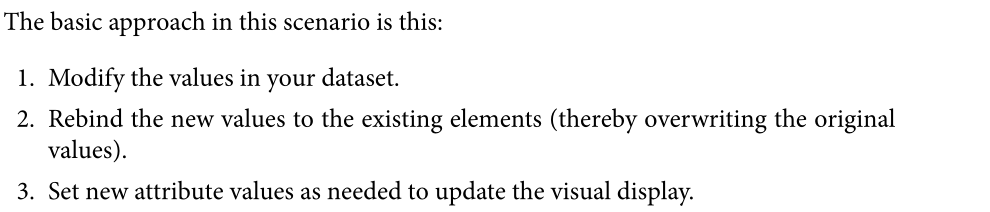 The basic approach in this scenario is this:
1. Modify the values in your dataset.
2. Rebind the new values to the existing elements (thereby overwriting the original
values).
3. Set new attribute values as needed to update the visual display.